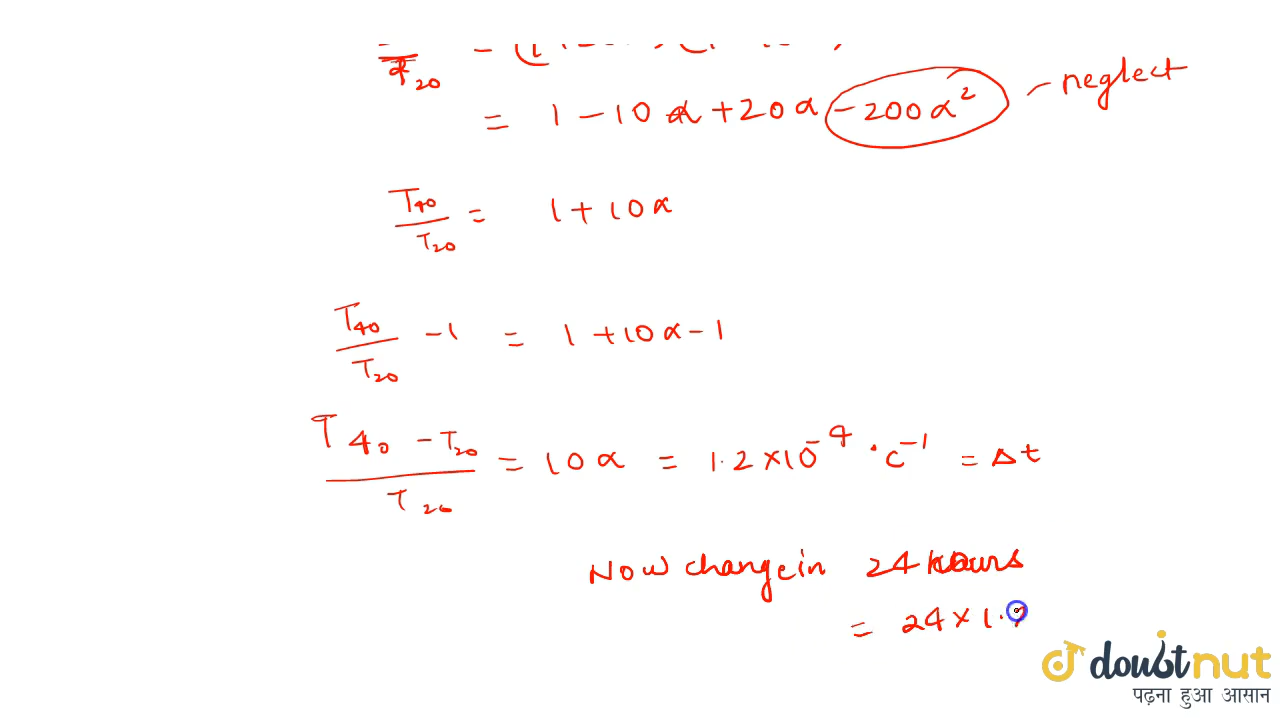 T₂₀
= 1 - 10α + 20α - 200α² - neglect
T₄₀/T₂₀ = 1 + 10α
T₄₀/T₂₀ - 1 = 1 + 10α - 1
T₄₀ - T₂₀/T₂₀ = 10α = 1.2 × 10⁻⁴ °C⁻¹ = Δt
Now change in 24 hours
= 24 × 1.
doubtnut
पढ़ना हुआ आसान